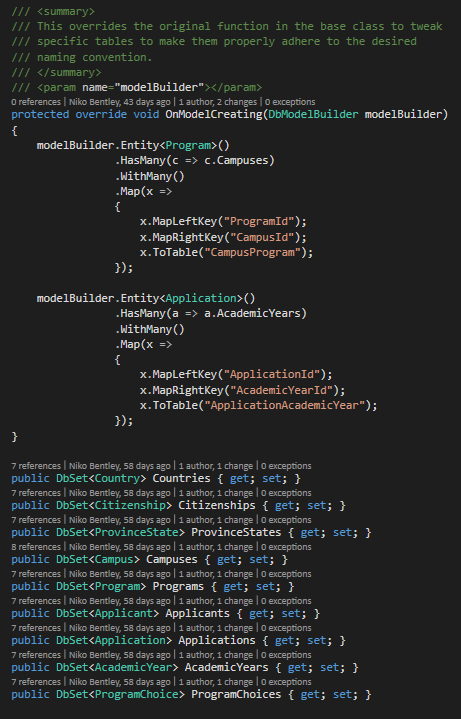 /// <summary>
/// This overrides the original function in the base class to tweak
/// specific tables to make them properly adhere to the desired
/// naming convention.
/// </summary>
/// <param name="modelBuilder"></param>
0 references | Niko Bentley, 43 days ago | 1 author, 2 changes | 0 exceptions
protected override void OnModelCreating(DbModelBuilder modelBuilder)
{
modelBuilder.Entity<Program>()
.HasMany(c => c.Campuses)
.WithMany()
.Map(x =>
{
x.MapLeftKey("ProgramId");
x.MapRightKey("CampusId");
x.ToTable("CampusProgram");
});
modelBuilder.Entity<Application>()
.HasMany(a => a.AcademicYears)
.WithMany()
.Map(x =>
{
x.MapLeftKey("ApplicationId");
x.MapRightKey("AcademicYearId");
x.ToTable("ApplicationAcademicYear");
});
}
7 references | Niko Bentley, 58 days ago | 1 author, 1 change | 0 exceptions
public DbSet<Country> Countries { get; set; }
7 references | Niko Bentley, 58 days ago | 1 author, 1 change | 0 exceptions
public DbSet<Citizenship> Citizenships { get; set; }
7 references | Niko Bentley, 58 days ago | 1 author, 1 change | 0 exceptions
public DbSet<ProvinceState> ProvinceStates { get; set; }
8 references | Niko Bentley, 58 days ago | 1 author, 1 change | 0 exceptions
public DbSet<Campus> Campuses { get; set; }
7 references | Niko Bentley, 58 days ago | 1 author, 1 change | 0 exceptions
public DbSet<Program> Programs { get; set; }
7 references | Niko Bentley, 58 days ago | 1 author, 1 change | 0 exceptions
public DbSet<Applicant> Applicants { get; set; }
7 references | Niko Bentley, 58 days ago | 1 author, 1 change | 0 exceptions
public DbSet<Application> Applications { get; set; }
7 references | Niko Bentley, 58 days ago | 1 author, 1 change | 0 exceptions
public DbSet<AcademicYear> AcademicYears { get; set; }
7 references | Niko Bentley, 58 days ago | 1 author, 1 change | 0 exceptions
public DbSet<ProgramChoice> ProgramChoices { get; set; }